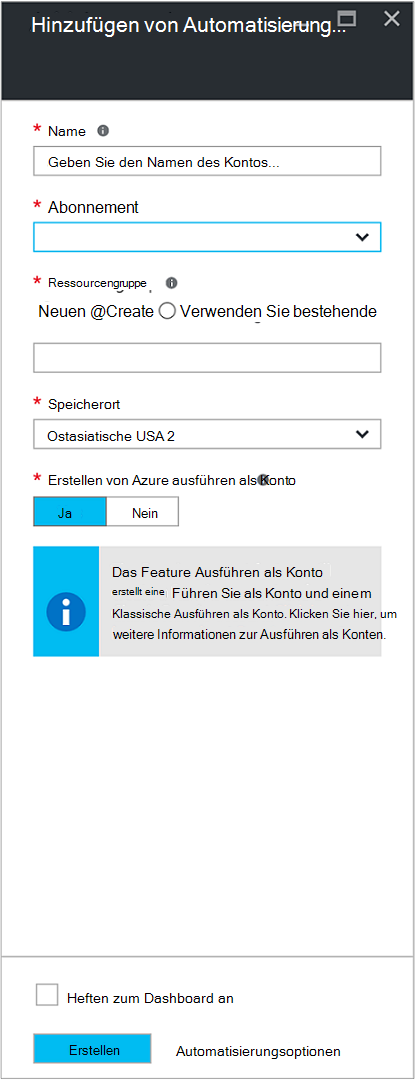 Hinzufügen von Automatisierung...
* Name
Geben Sie den Namen des Kontos...
* Abonnement
* Ressourcengruppe
Neuen @Create Verwenden Sie bestehende
* Speicherort
Ostasiatische USA 2
* Erstellen von Azure ausführen als Konto
Ja Nein
Das Feature Ausführen als Konto
erstellt eine Führen Sie als Konto und einem
Klassische Ausführen als Konto. Klicken Sie hier, um
weitere Informationen zur Ausführen als Konten.
Heften zum Dashboard an
Erstellen Automatisierungsoptionen